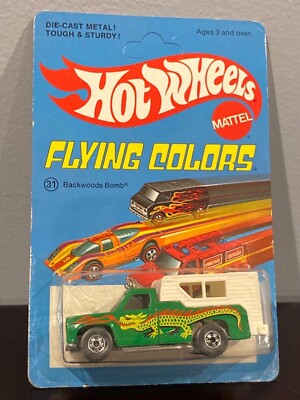 DIE-CAST METAL!
TOUGH & STURDY!
Ages 3 and over.
Hot Wheels®
MATTEL
FLYING COLORS®
31 Backwoods Bomb®